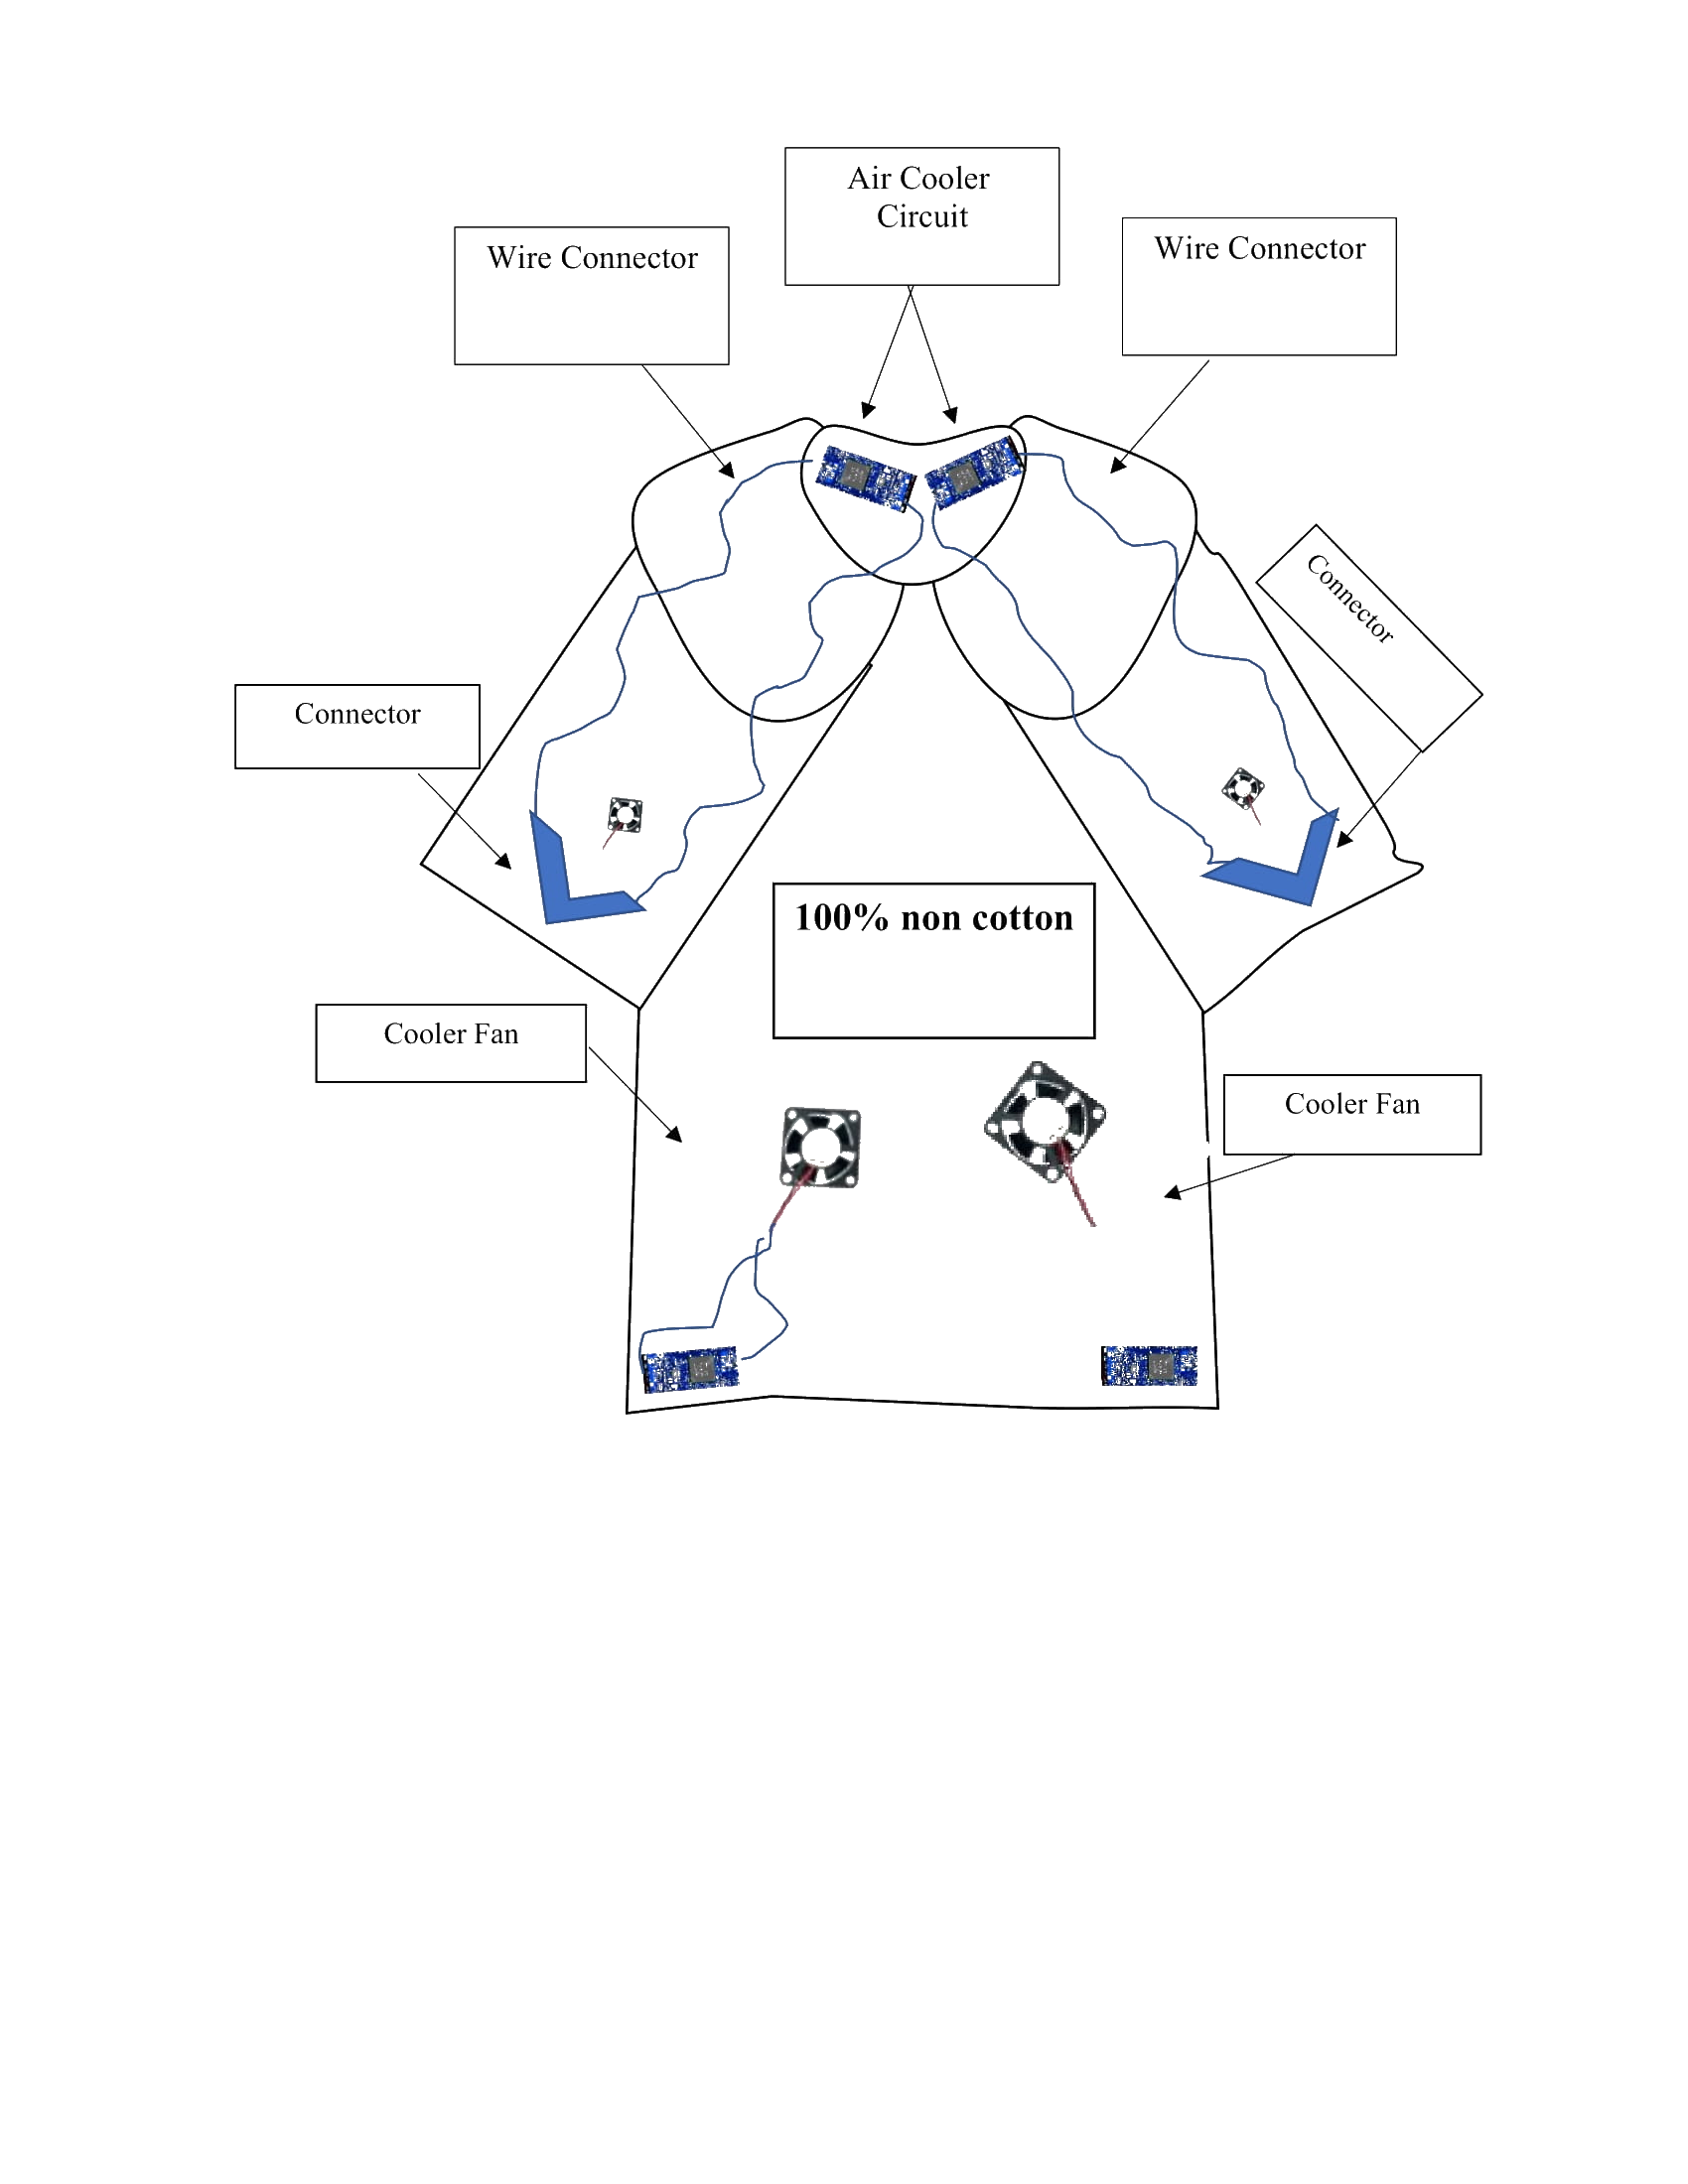 Air Cooler
Circuit
Wire Connector
Wire Connector
Connector
Connector
100% non cotton
Cooler Fan
Cooler Fan